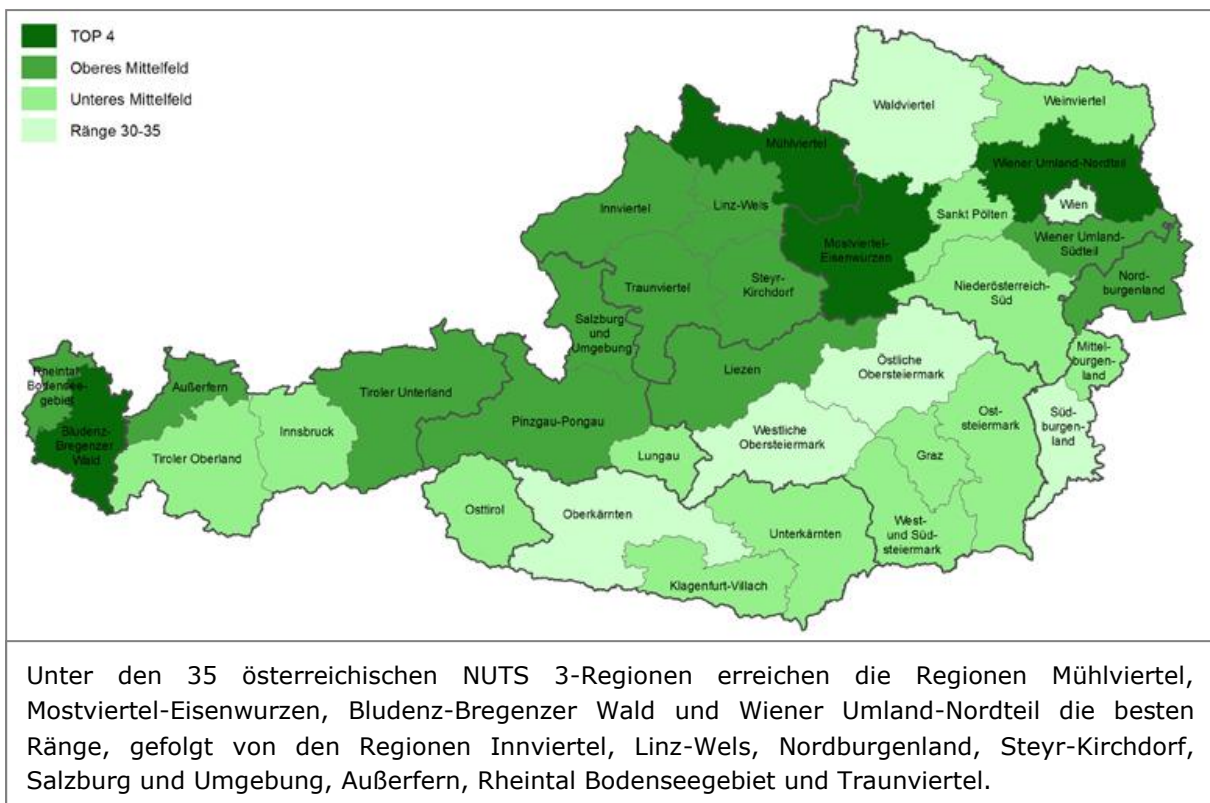 TOP 4
Oberes Mittelfeld
Unteres Mittelfeld
Ränge 30-35
Waldviertel
Weinviertel
Mühlviertel
Wiener Umland-Nordteil
Innviertel
Linz-Wels
Wien
Sankt Pölten
Mostviertel-
Eisenwurzen
Wiener Umland-
Südteil
Nord-
burgenland
Traunviertel
Steyr-
Kirchdorf
Niederösterreich-
Süd
Salzburg
und
Umgebung
Mittel-
burgen-
land
Rheintal
Bodensee-
gebiet
Außerfern
Tiroler Unterland
Liezen
Östliche
Obersteiermark
Bludenz-
Bregenzer
Wald
Innsbruck
Pinzgau-Pongau
Ost-
steiermark
Süd-
burgen-
land
Tiroler Oberland
Lungau
Westliche
Obersteiermark
Graz
Osttirol
Oberkärnten
Unterkärnten
West-
und Süd-
steiermark
Klagenfurt-Villach
Unter den 35 österreichischen NUTS 3-Regionen erreichen die Regionen Mühlviertel,
Mostviertel-Eisenwurzen, Bludenz-Bregenzer Wald und Wiener Umland-Nordteil die besten
Ränge, gefolgt von den Regionen Innviertel, Linz-Wels, Nordburgenland, Steyr-Kirchdorf,
Salzburg und Umgebung, Außerfern, Rheintal Bodenseegebiet und Traunviertel.